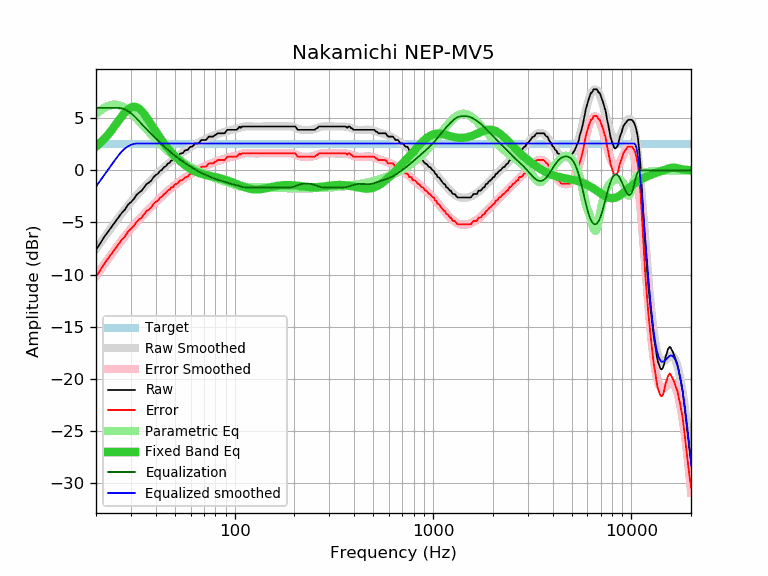 Nakamichi NEP-MV5
Amplitude (dBr)
5
0
−5
−10
−15
−20
−25
−30
Target
Raw Smoothed
Error Smoothed
Raw
Error
Parametric Eq
Fixed Band Eq
Equalization
Equalized smoothed
100
1000
10000
Frequency (Hz)